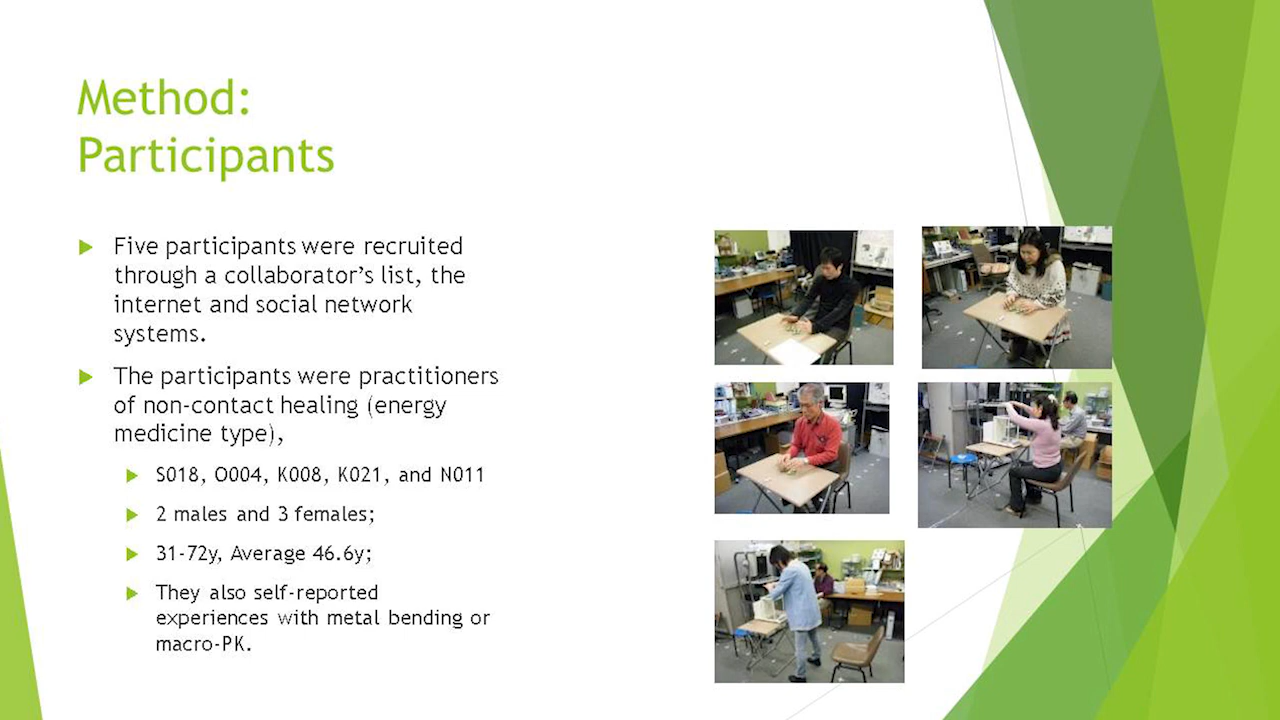 Method:
Participants
Five participants were recruited
through a collaborator's list, the
internet and social network
systems.
The participants were practitioners
of non-contact healing (energy
medicine type),
S018, O004, K008, K021, and N011
2 males and 3 females;
31-72y, Average 46.6y;
They also self-reported
experiences with metal bending or
macro-PK.